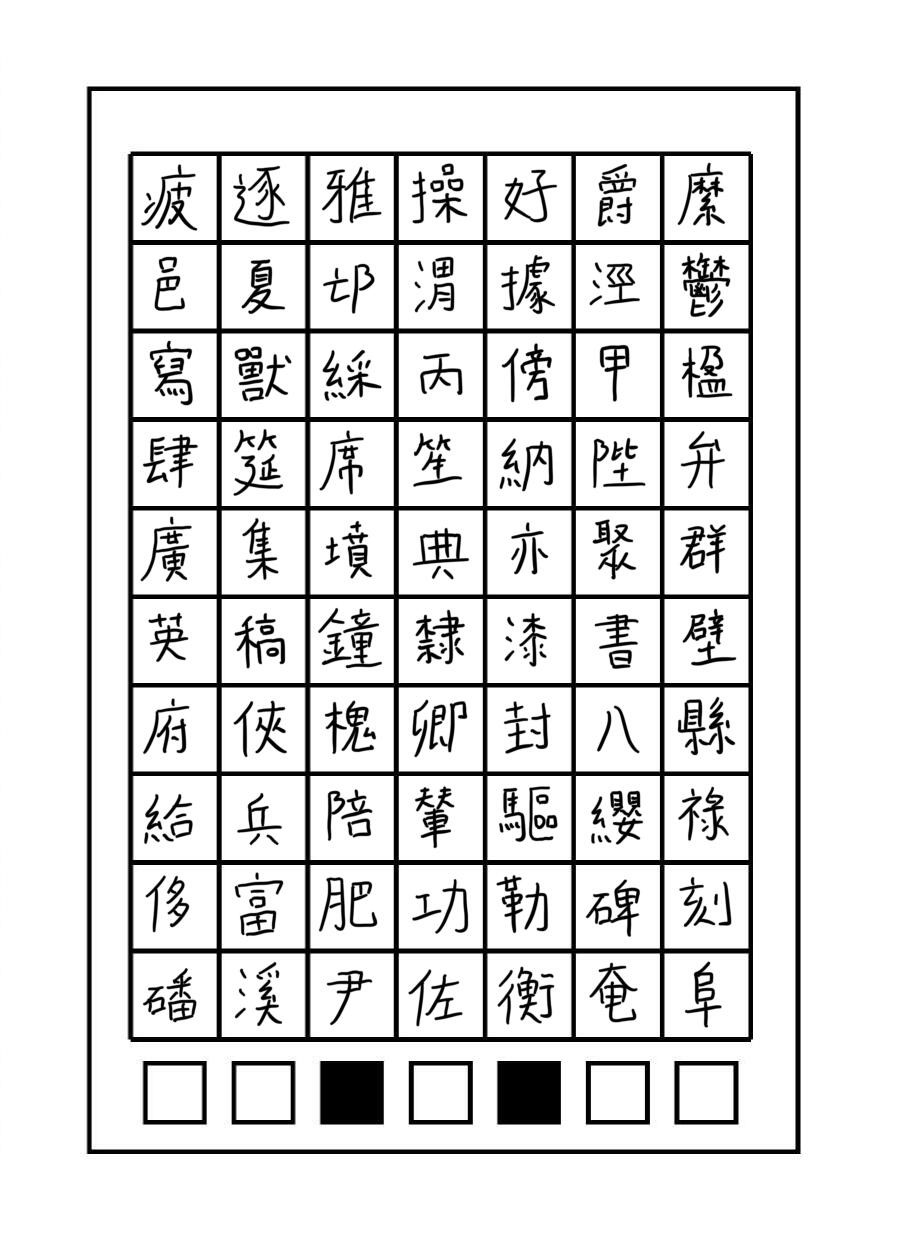 疲逐雅操好爵縻
邑夏邙渭據涇鬱
寫獸綵丙傍甲楹
肆筵席笙納陛弁
廣集墳典亦聚群
英稿鐘隸漆書壁
府俠槐卿封八縣
給兵陪輦驅纓祿
侈富肥功勒碑刻
磻溪尹佐衡奄阜